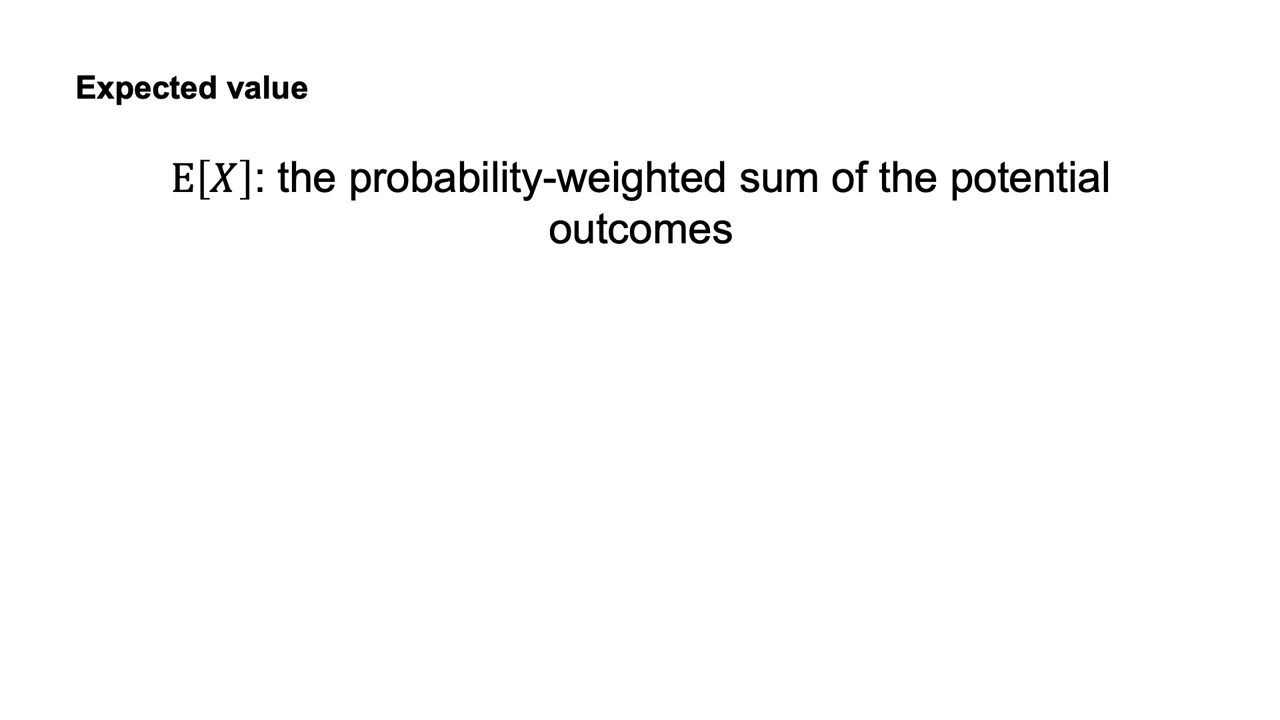 Expected value
E[X]: the probability-weighted sum of the potential
outcomes